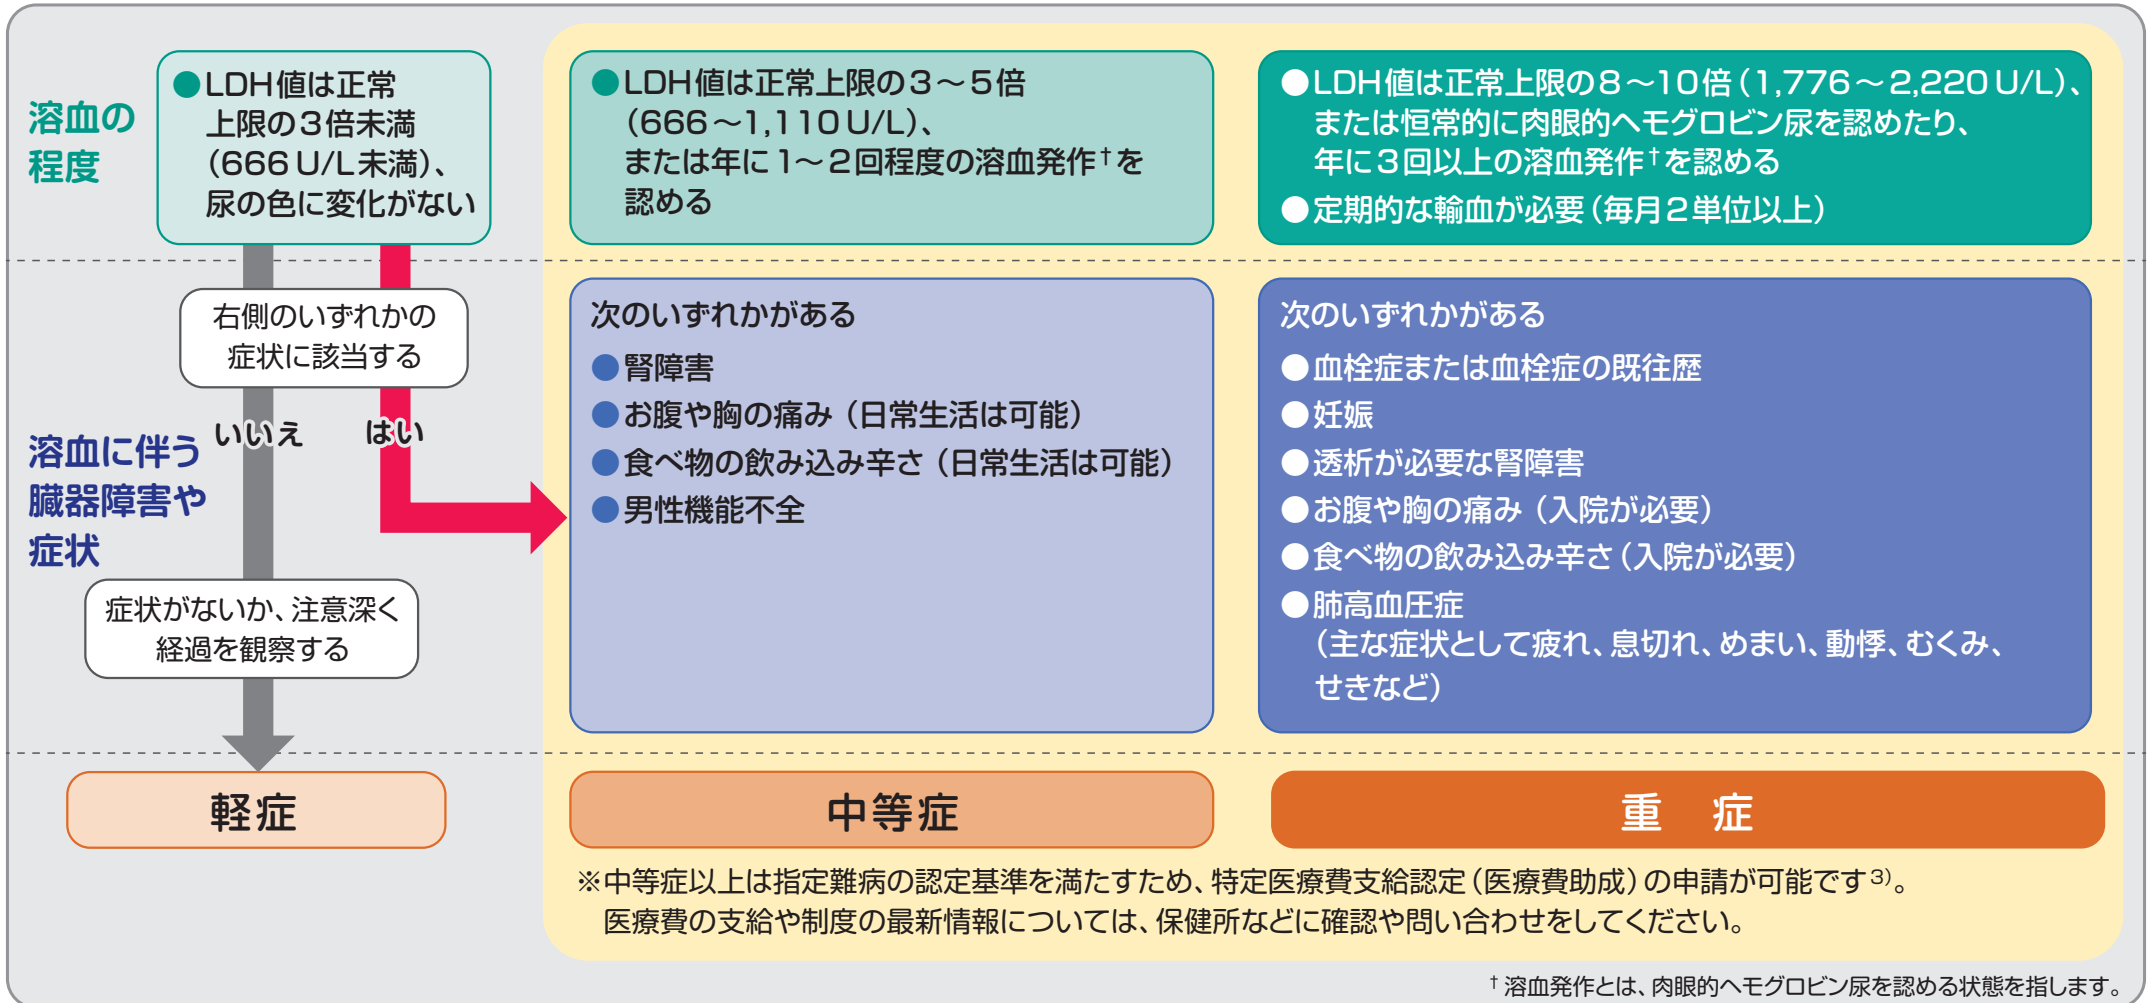 溶血の
程度
●LDH値は正常
上限の3倍未満
（666U/L未満）、
尿の色に変化がない
●LDH値は正常上限の3～5倍
（666～1,110U/L）、
または年に1～2回程度の溶血発作†を
認める
●LDH値は正常上限の8～10倍（1,776～2,220U/L）、
または恒常的に肉眼的ヘモグロビン尿を認めたり、
年に3回以上の溶血発作†を認める
●定期的な輸血が必要（毎月2単位以上）
溶血に伴う
臓器障害や
症状
右側のいずれかの
症状に該当する
いいえ
はい
症状がないか、注意深く
経過を観察する
次のいずれかがある
●腎障害
●お腹や胸の痛み（日常生活は可能）
●食べ物の飲み込み辛さ（日常生活は可能）
●男性機能不全
次のいずれかがある
●血栓症または血栓症の既往歴
●妊娠
●透析が必要な腎障害
●お腹や胸の痛み（入院が必要）
●食べ物の飲み込み辛さ（入院が必要）
●肺高血圧症
（主な症状として疲れ、息切れ、めまい、動悸、むくみ、
せきなど）
軽症
中等症
重　症
※中等症以上は指定難病の認定基準を満たすため、特定医療費支給認定（医療費助成）の申請が可能です3)。
医療費の支給や制度の最新情報については、保健所などに確認や問い合わせをしてください。
†溶血発作とは、肉眼的ヘモグロビン尿を認める状態を指します。